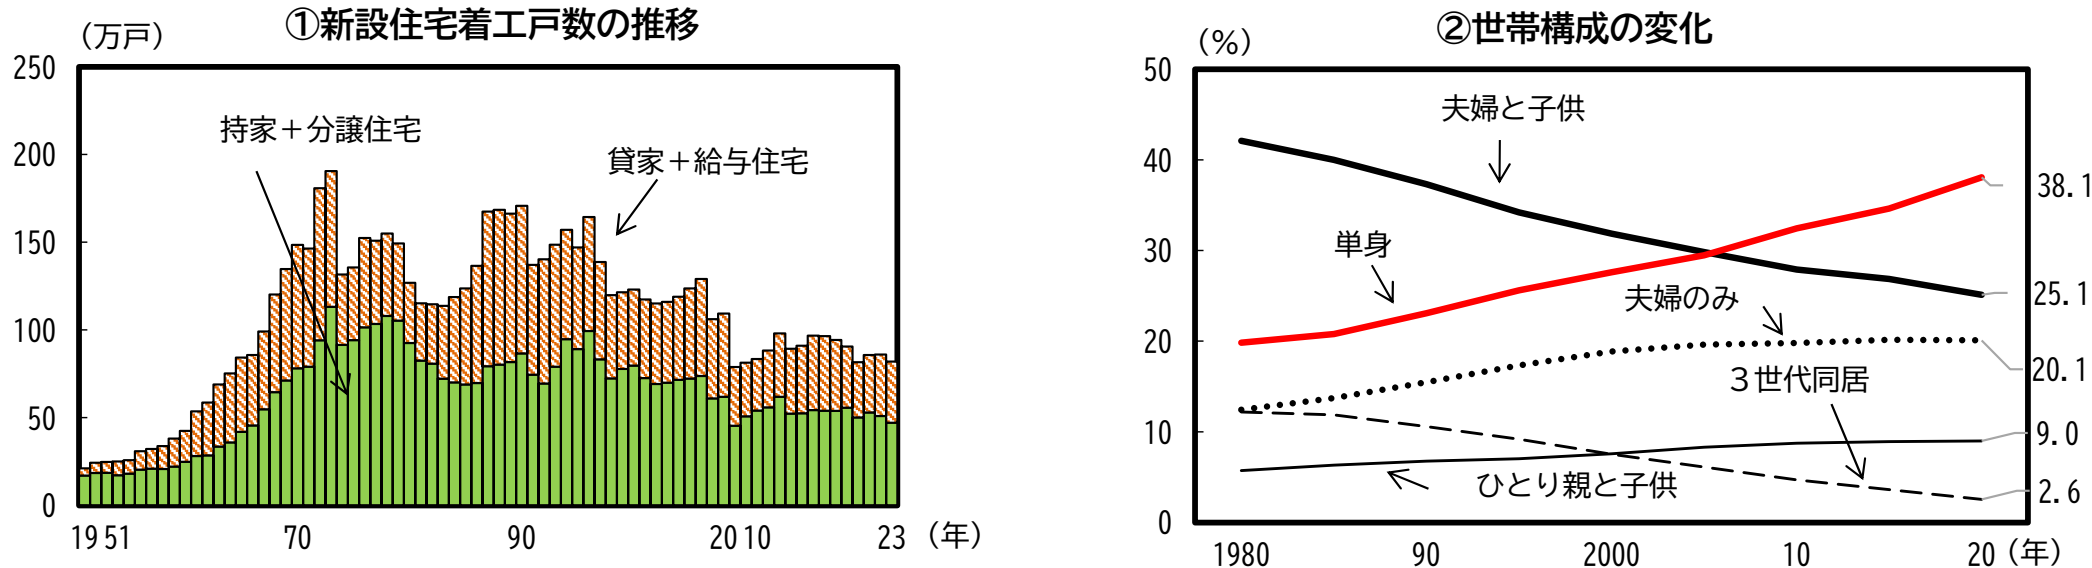 ①新設住宅着工戸数の推移
（万戸）
250
200
150
100
50
0
持家＋分譲住宅
貸家＋給与住宅
1951
70
90
2010
23
（年）
②世帯構成の変化
（%）
50
40
30
20
10
0
夫婦と子供
単身
夫婦のみ
３世代同居
ひとり親と子供
38.1
25.1
20.1
9.0
2.6
1980
90
2000
10
20
（年）